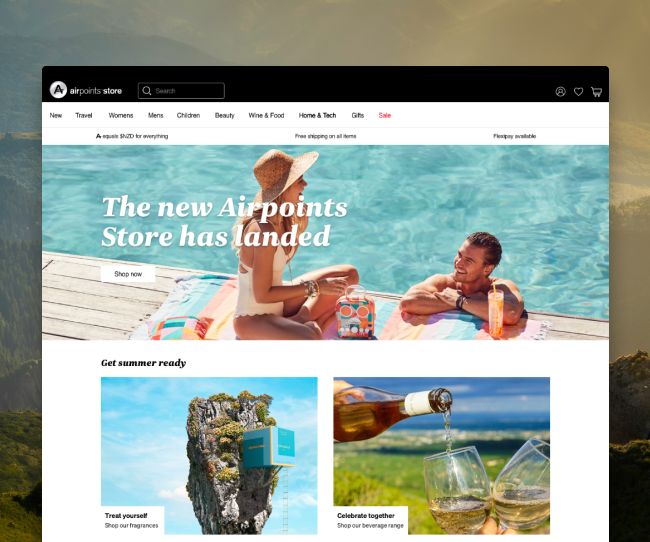 airpoints store
Search
New Travel Womens Mens Children Beauty Wine & Food Home & Tech Gifts Sale
equals $NZD for everything Free shipping on all items Flexipay available
The new Airpoints
Store has landed
Shop now
Get summer ready
Treat yourself
Shop our fragrances
Celebrate together
Shop our beverage range